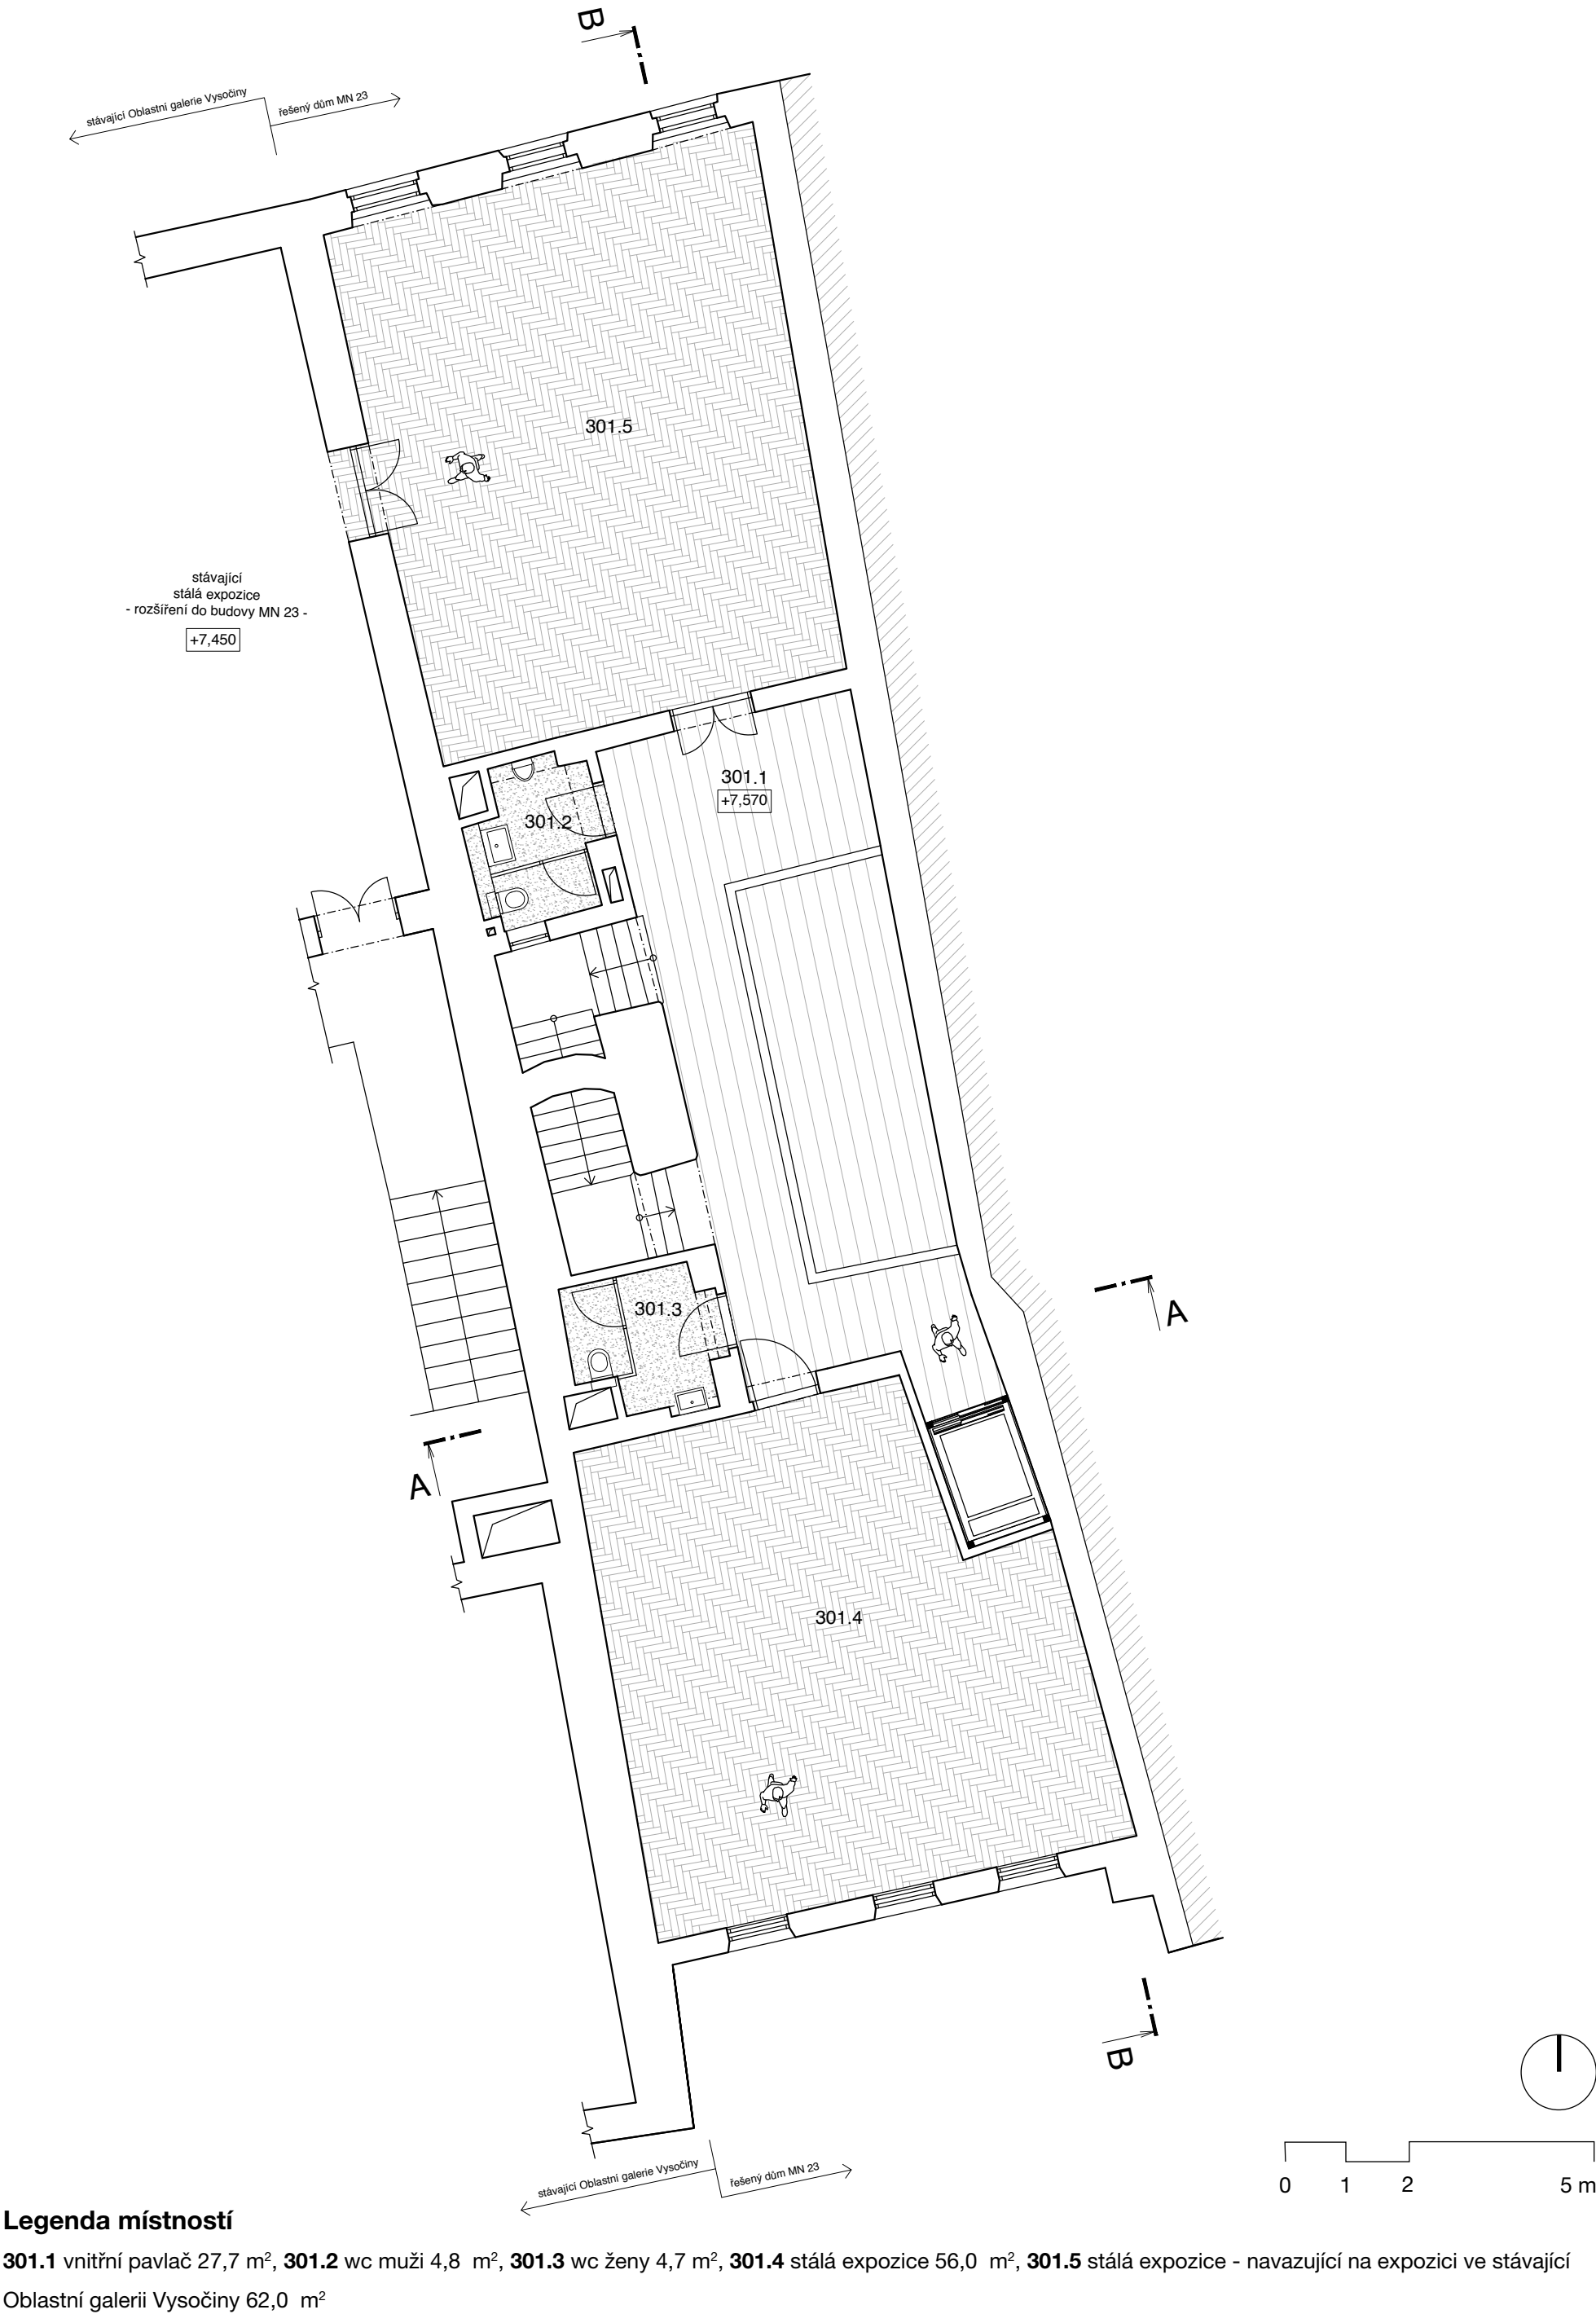 B
stávající Oblastní galerie Vysočiny
řešený dům MN 23
301.5
stávající
stálá expozice
- rozšíření do budovy MN 23 -
+7,450
301.1
+7,570
301.2
301.3
A
A
301.4
B
stávající Oblastní galerie Vysočiny
řešený dům MN 23
0 1 2 5 m
Legenda místností
301.1 vnitřní pavlač 27,7 m², 301.2 wc muži 4,8 m², 301.3 wc ženy 4,7 m², 301.4 stálá expozice 56,0 m², 301.5 stálá expozice - navazující na expozici ve stávající
Oblastní galerii Vysočiny 62,0 m²